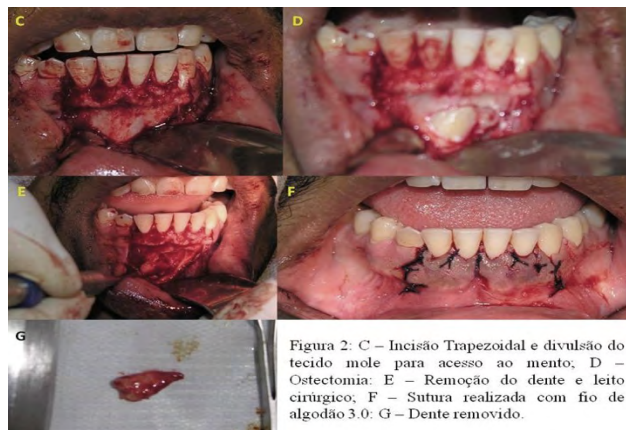 C
D
E
F
G
Figura 2: C – Incisão Trapezoidal e divulsão do
tecido mole para acesso ao mento; D –
Ostectomia: E – Remoção do dente e leito
cirúrgico; F – Sutura realizada com fio de
algodão 3.0: G – Dente removido.